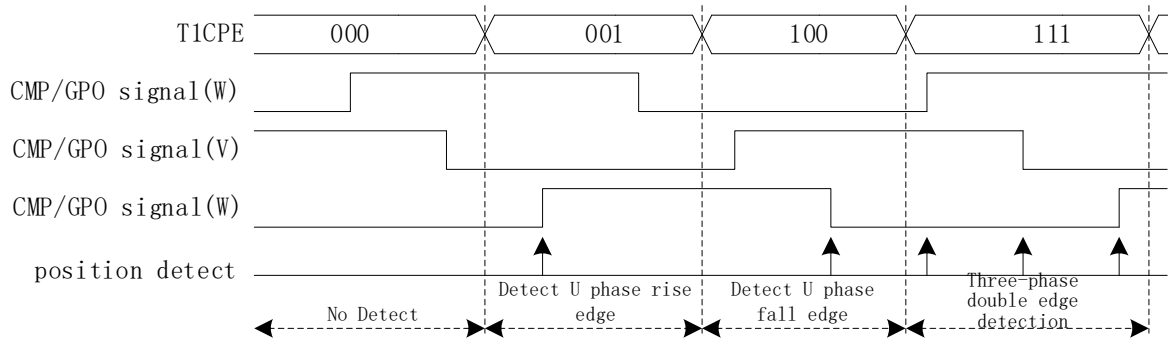 T1CPE 000 001 100 111
CMP/GPO signal(W)
CMP/GPO signal(V)
CMP/GPO signal(W)
position detect
No Detect
Detect U phase rise
edge
Detect U phase
fall edge
Three-phase
double edge
detection